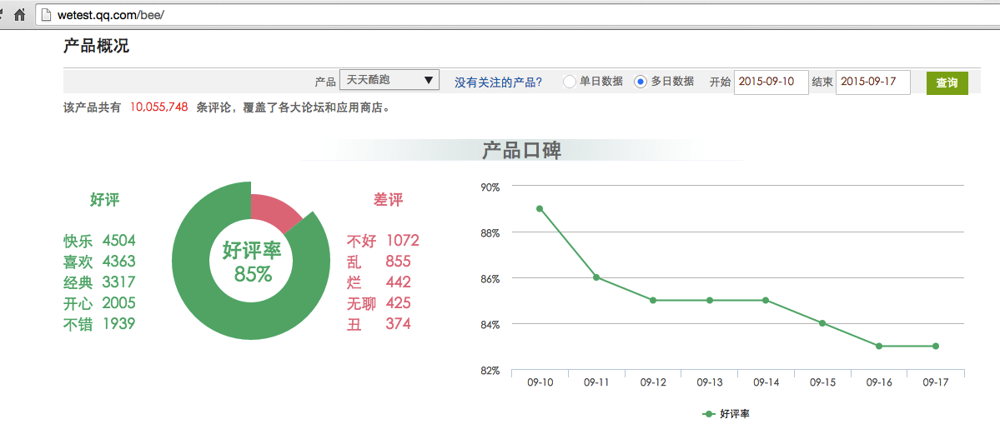 wetest.qq.com/bee/
产品概况
产品 天天酷跑 没有关注的产品? 单日数据 多日数据 开始 2015-09-10 结束 2015-09-17 查询
该产品共有 10,055,748 条评论，覆盖了各大论坛和应用商店。
产品口碑
好评
快乐 4504
喜欢 4363
经典 3317
开心 2005
不错 1939
好评率
85%
差评
不好 1072
乱 855
烂 442
无聊 425
丑 374
90%
88%
86%
84%
82%
09-10 09-11 09-12 09-13 09-14 09-15 09-16 09-17
好评率